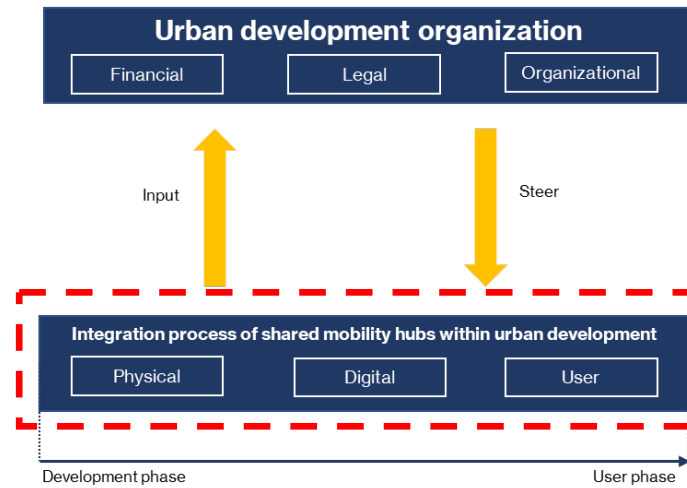 Urban development organization
Financial Legal Organizational
Input Steer
Integration process of shared mobility hubs within urban development
Physical Digital User
Development phase User phase